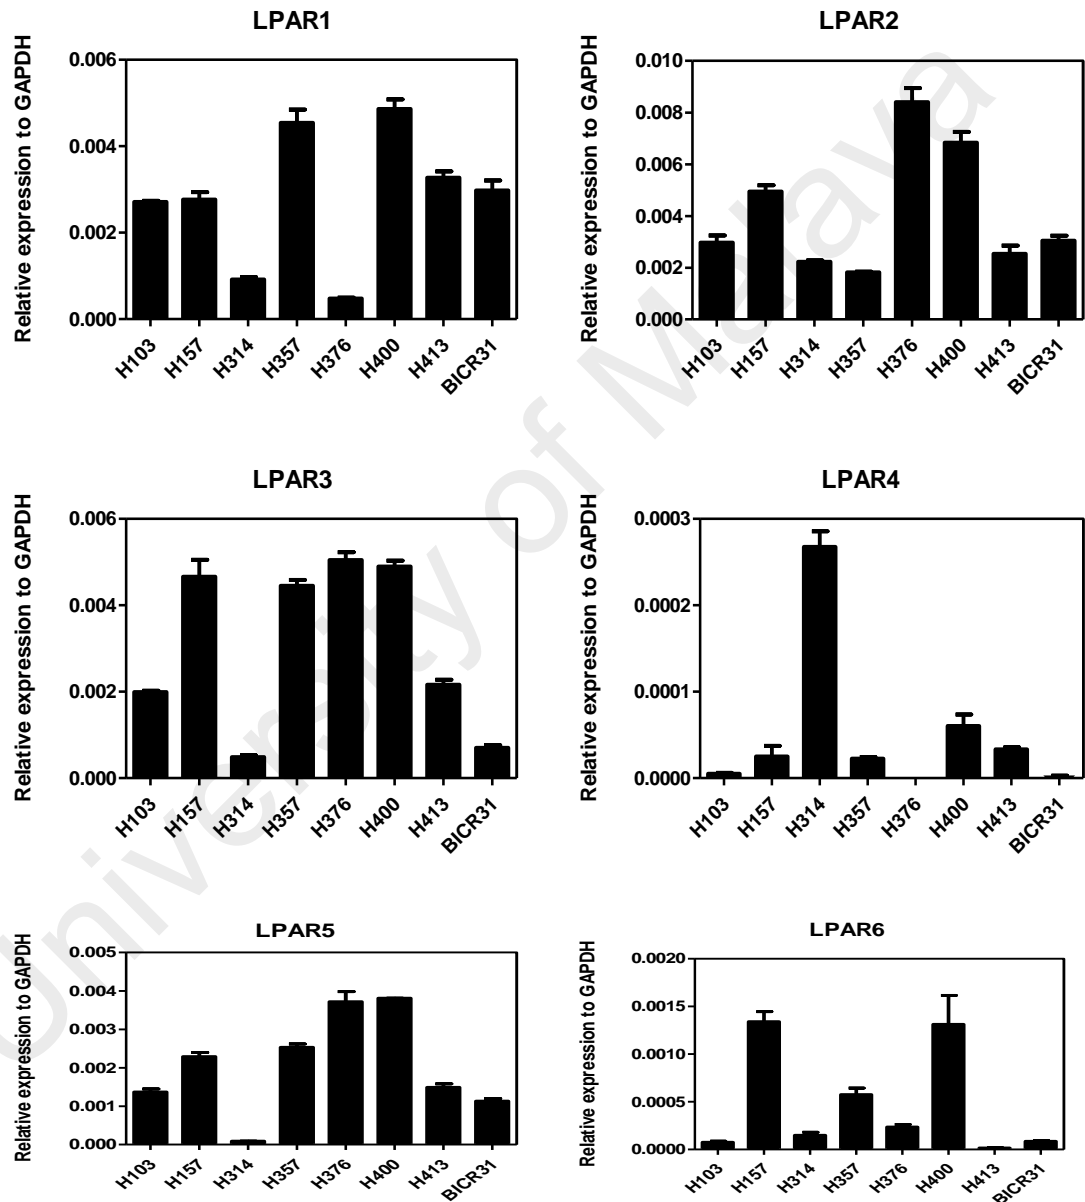 LPAR1
Relative expression to GAPDH
0.006
0.004
0.002
0.000
H103 H157 H314 H357 H376 H400 H413 BICR31
LPAR2
Relative expression to GAPDH
0.010
0.008
0.006
0.004
0.002
0.000
H103 H157 H314 H357 H376 H400 H413 BICR31
LPAR3
Relative expression to GAPDH
0.006
0.004
0.002
0.000
H103 H157 H314 H357 H376 H400 H413 BICR31
LPAR4
Relative expression to GAPDH
0.0003
0.0002
0.0001
0.0000
H103 H157 H314 H357 H376 H400 H413 BICR31
LPAR5
Relative expression to GAPDH
0.005
0.004
0.003
0.002
0.001
0.000
H103 H157 H314 H357 H376 H400 H413 BICR31
LPAR6
Relative expression to GAPDH
0.0020
0.0015
0.0010
0.0005
0.0000
H103 H157 H314 H357 H376 H400 H413 BICR31
University of Malaya